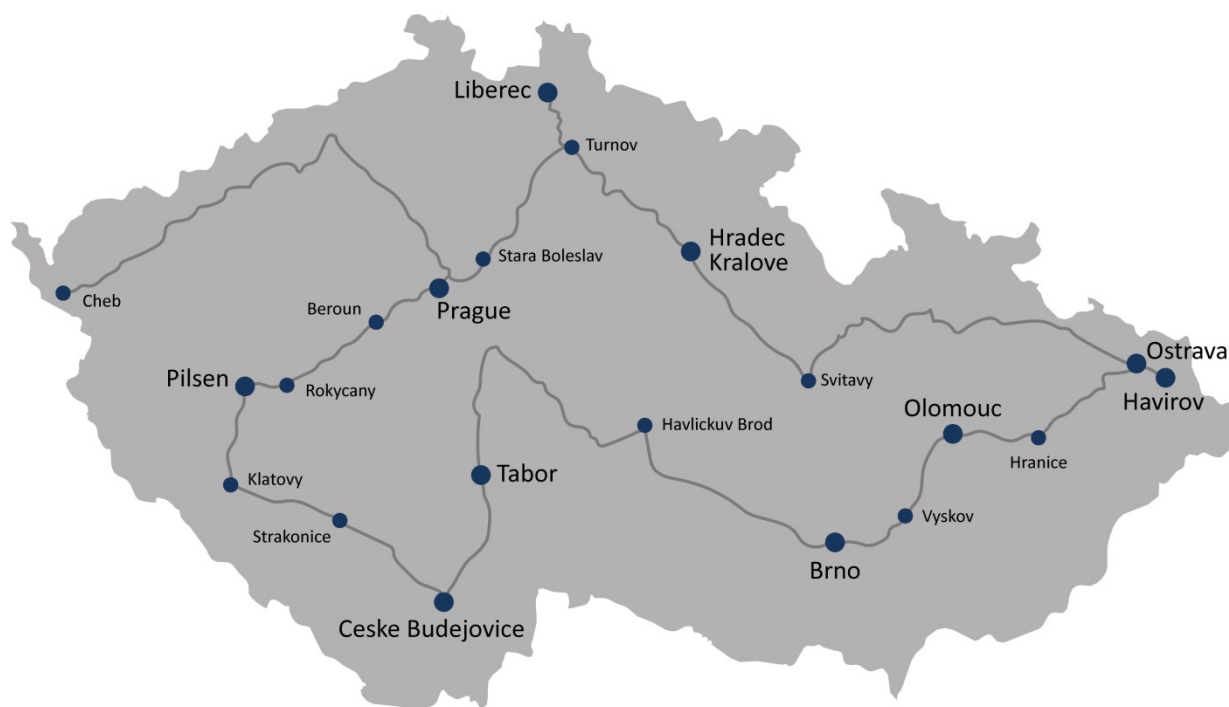 Liberec
Turnov
Hradec
Kralove
Stara Boleslav
Cheb
Beroun
Prague
Ostrava
Pilsen
Rokycany
Svitavy
Havirov
Olomouc
Havlickuv Brod
Hranice
Klatovy
Tabor
Vyskov
Strakonice
Brno
Ceske Budejovice